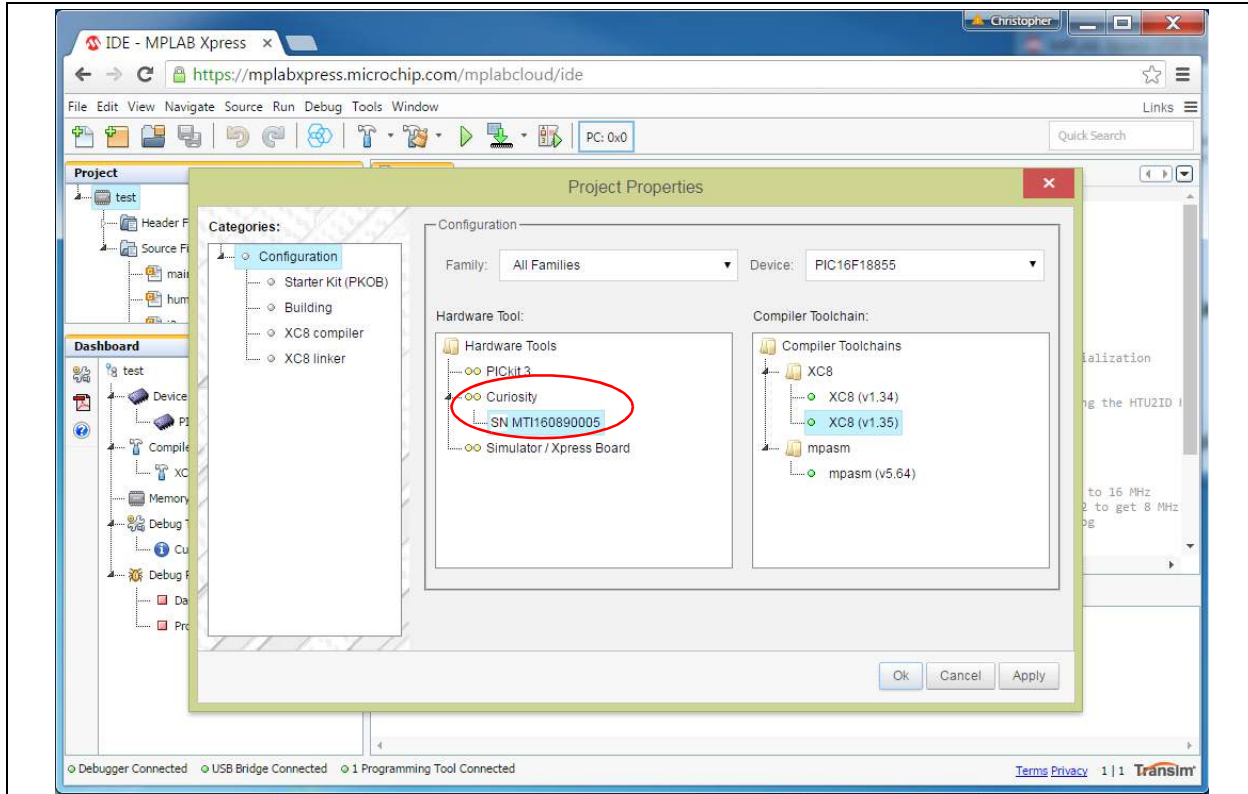 Christopher
IDE - MPLAB Xpress ×
https://mplabxpress.microchip.com/mplabcloud/ide
File Edit View Navigate Source Run Debug Tools Window
Links
PC: 0x0
Quick Search
Project
test
Header F
Source Fi
mai
hum
Dashboard
test
Device
PI
Compile
XC
Memory
Debug T
Cu
Debug R
Da
Pro
Project Properties
Categories:
Configuration
Starter Kit (PKOB)
Building
XC8 compiler
XC8 linker
Configuration
Family: All Families
Device: PIC16F18855
Hardware Tool:
Hardware Tools
PICkit 3
Curiosity
SN MTI160890005
Simulator / Xpress Board
Compiler Toolchain:
Compiler Toolchains
XC8
XC8 (v1.34)
XC8 (v1.35)
mpasm
mpasm (v5.64)
Ok Cancel Apply
ialization
ng the HTU2ID
to 16 MHz
2 to get 8 MHz
og
Debugger Connected USB Bridge Connected 1 Programming Tool Connected
Terms Privacy 1 | 1 Transim